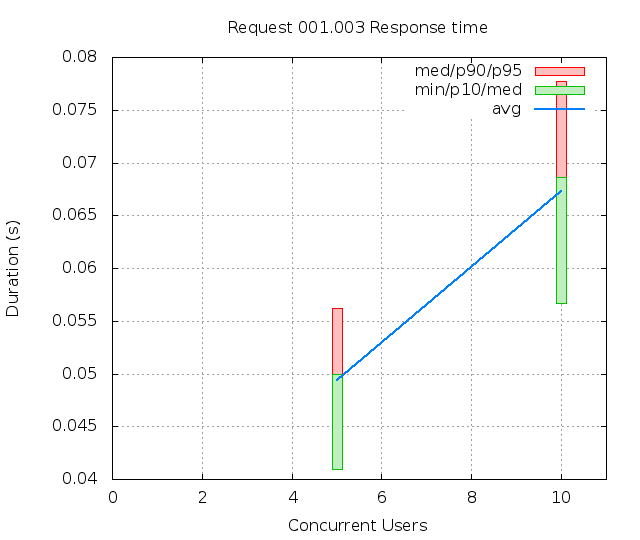 Request 001.003 Response time
0.08
0.075
0.07
0.065
0.06
0.055
0.05
0.045
0.04
Duration (s)
med/p90/p95
min/p10/med
avg
0 2 4 6 8 10
Concurrent Users